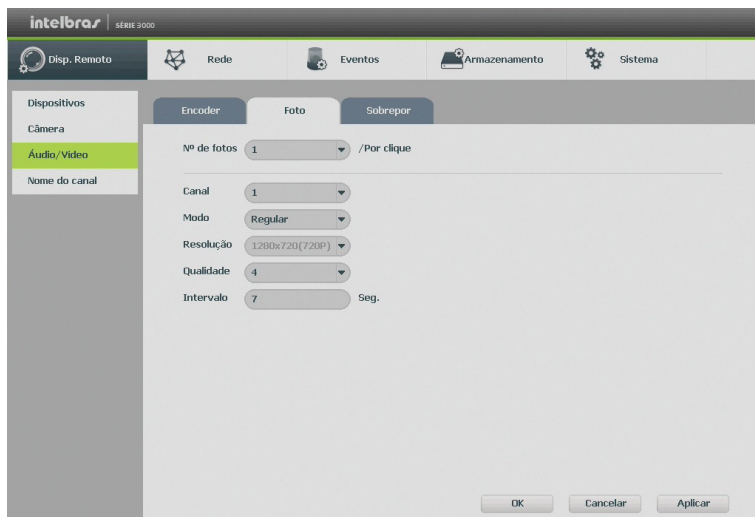 intelbras SÉRIE 3000
Disp. Remoto Rede Eventos Armazenamento Sistema
Dispositivos
Câmera
Áudio/Vídeo
Nome do canal
Encoder Foto Sobrepor
Nº de fotos 1 /Por clique
Canal 1
Modo Regular
Resolução 1280x720(720P)
Qualidade 4
Intervalo 7 Seg.
OK Cancelar Aplicar